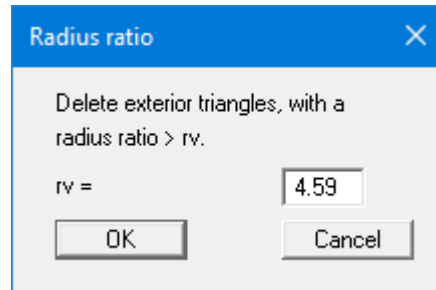 Radius ratio
Delete exterior triangles, with a
radius ratio > rv.
rv =
4.59
OK
Cancel